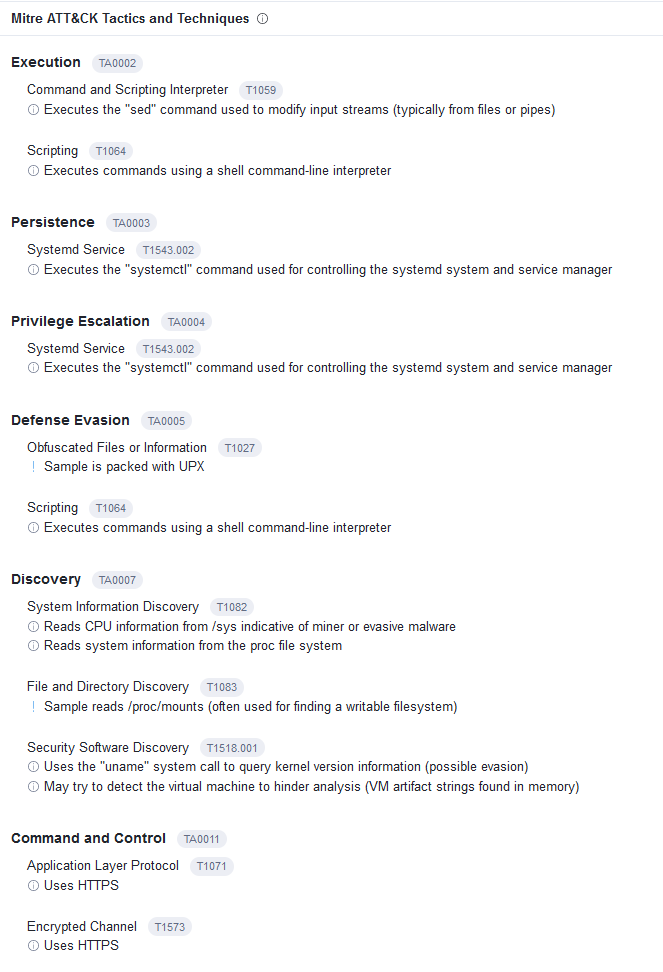 Mitre ATT&CK Tactics and Techniques
Execution TA0002
Command and Scripting Interpreter T1059
Executes the "sed" command used to modify input streams (typically from files or pipes)
Scripting T1064
Executes commands using a shell command-line interpreter
Persistence TA0003
Systemd Service T1543.002
Executes the "systemctl" command used for controlling the systemd system and service manager
Privilege Escalation TA0004
Systemd Service T1543.002
Executes the "systemctl" command used for controlling the systemd system and service manager
Defense Evasion TA0005
Obfuscated Files or Information T1027
Sample is packed with UPX
Scripting T1064
Executes commands using a shell command-line interpreter
Discovery TA0007
System Information Discovery T1082
Reads CPU information from /sys indicative of miner or evasive malware
Reads system information from the proc file system
File and Directory Discovery T1083
Sample reads /proc/mounts (often used for finding a writable filesystem)
Security Software Discovery T1518.001
Uses the "uname" system call to query kernel version information (possible evasion)
May try to detect the virtual machine to hinder analysis (VM artifact strings found in memory)
Command and Control TA0011
Application Layer Protocol T1071
Uses HTTPS
Encrypted Channel T1573
Uses HTTPS